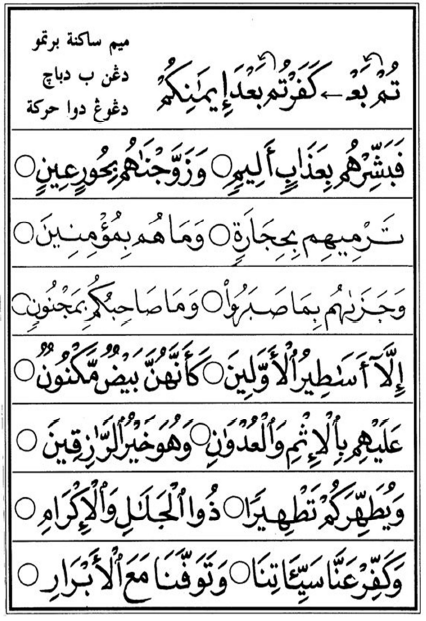 ميم ساكنة برتمو
دڠن ب دباچ
دڠوڠ دوا حركة
تُم بَعْ ← كَفَرْتُم بَعْدَ إِيمَٰنِكُمْ
فَبَشِّرْهُم بِعَذَابٍ أَلِيمٍ ○ وَزَوَّجْنَٰهُم بِحُورٍ عِينٍ ○
تَرْمِيهِم بِحِجَارَةٍ ○ وَمَا هُم بِمُؤْمِنِينَ ○
وَجَزَىٰهُم بِمَا صَبَرُوا۟ ○ وَمَا صَاحِبُكُم بِمَجْنُونٍ ○
إِلَّآ أَسَٰطِيرُ ٱلْأَوَّلِينَ ○ كَأَنَّهُنَّ بَيْضٌ مَّكْنُونٌ ○
عَلَيْهِم بِٱلْإِثْمِ وَٱلْعُدْوَٰنِ ○ وَهُوَ خَيْرُ ٱلرَّٰزِقِينَ ○
وَيُطَهِّرَكُمْ تَطْهِيرًا ○ ذُوا ٱلْجَلَٰلِ وَٱلْإِكْرَامِ ○
وَكَفِّرْ عَنَّا سَيِّـَٔاتِنَا ○ وَتَوَفَّنَا مَعَ ٱلْأَبْرَارِ ○